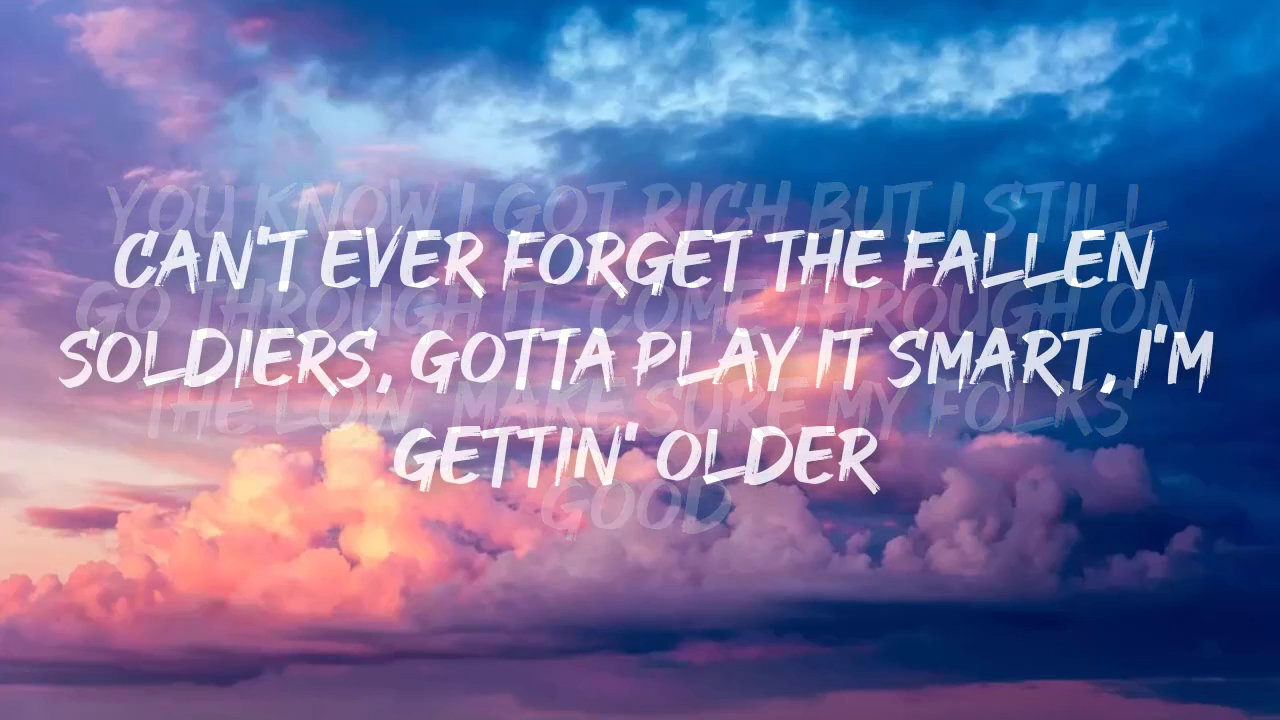 YOU KNOW I GOT RICH BUT I STILL
CAN'T EVER FORGET THE FALLEN
GO THROUGH IT, COME THROUGH ON
SOLDIERS, GOTTA PLAY IT SMART, I'M
THE LOW, MAKE SURE MY FOLKS
GETTIN' OLDER
GOOD